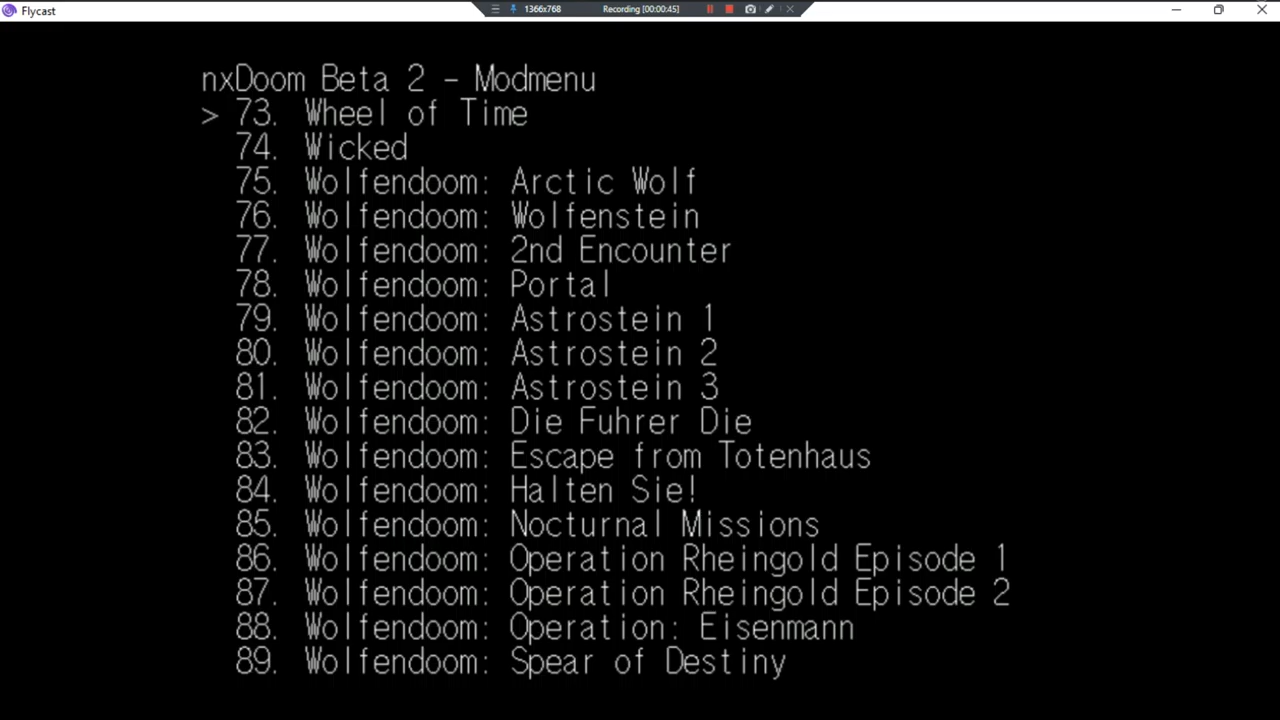 Flycast
1366x768
Recording [00:00:45]
nxDoom Beta 2 - Modmenu
> 73. Wheel of Time
74. Wicked
75. Wolfendoom: Arctic Wolf
76. Wolfendoom: Wolfenstein
77. Wolfendoom: 2nd Encounter
78. Wolfendoom: Portal
79. Wolfendoom: Astrostein 1
80. Wolfendoom: Astrostein 2
81. Wolfendoom: Astrostein 3
82. Wolfendoom: Die Fuhrer Die
83. Wolfendoom: Escape from Totenhaus
84. Wolfendoom: Halten Sie!
85. Wolfendoom: Nocturnal Missions
86. Wolfendoom: Operation Rheingold Episode 1
87. Wolfendoom: Operation Rheingold Episode 2
88. Wolfendoom: Operation: Eisenmann
89. Wolfendoom: Spear of Destiny